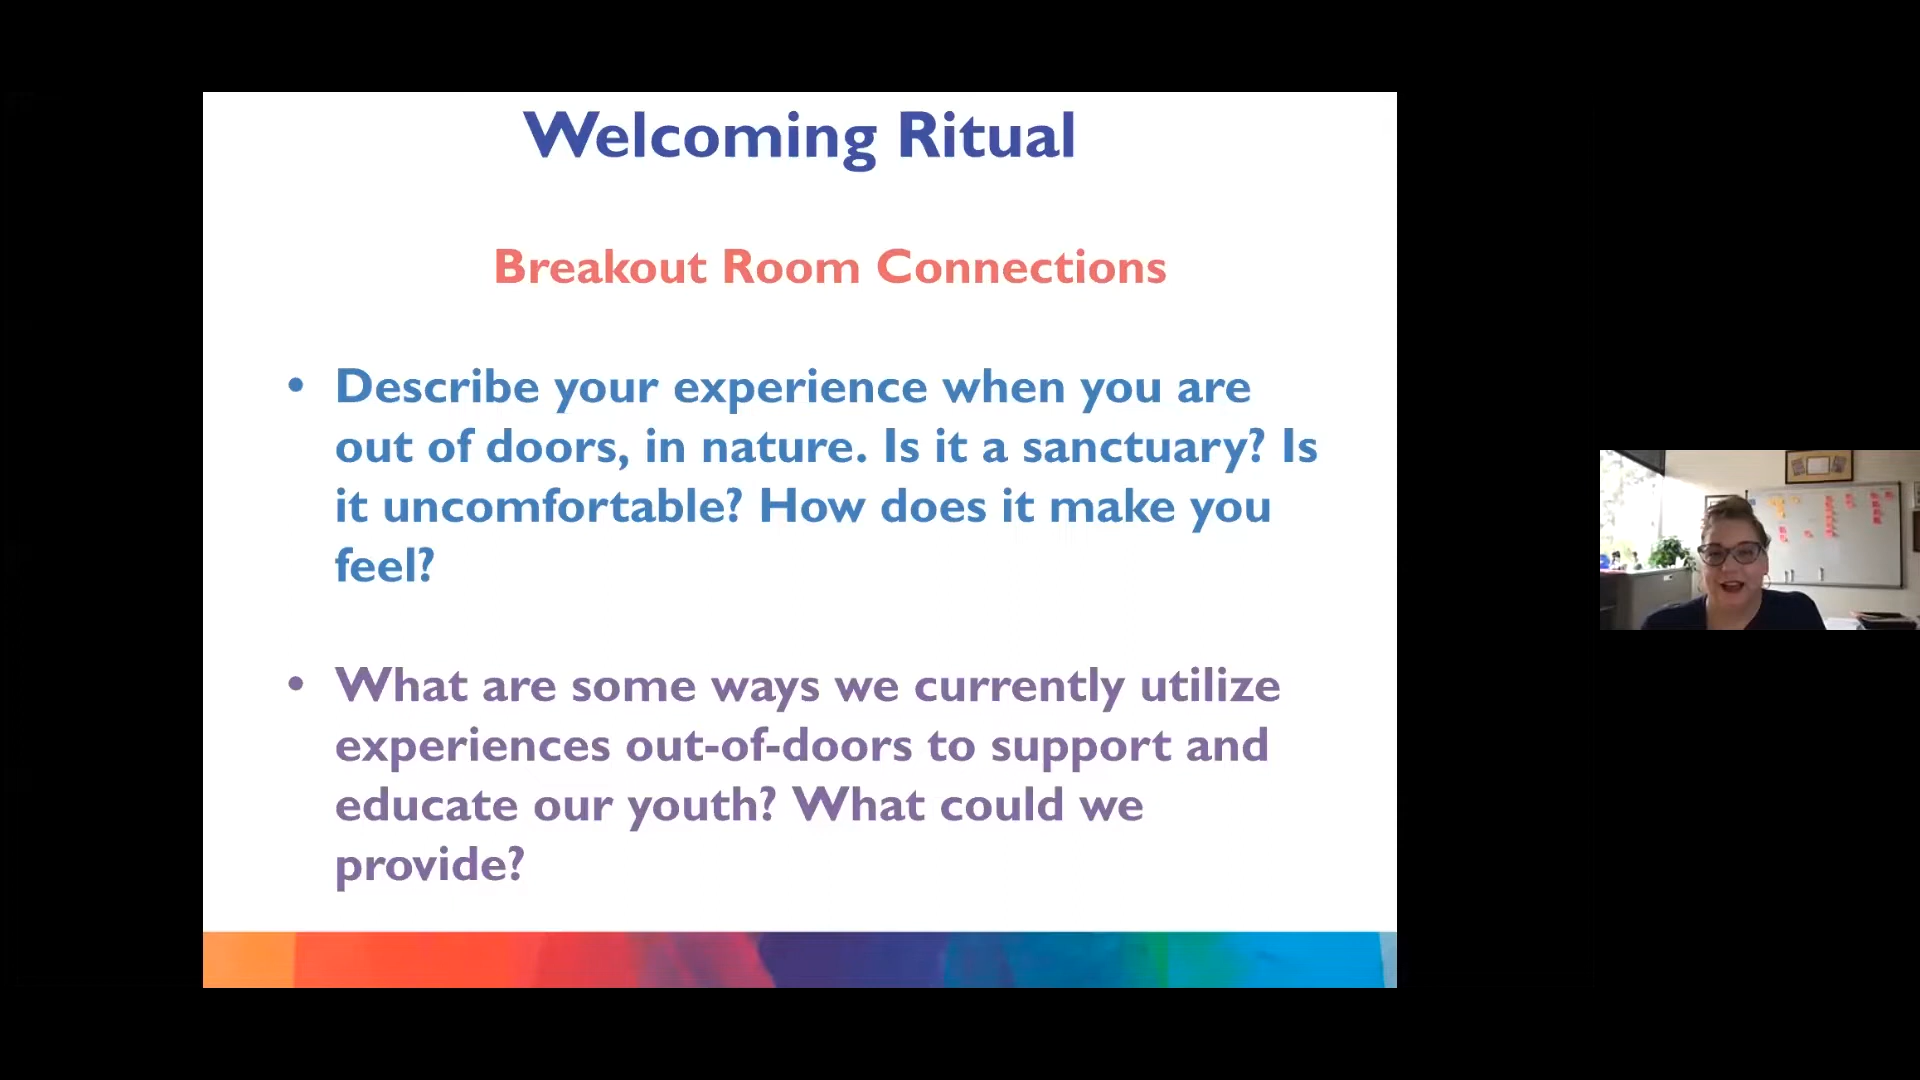 Welcoming Ritual
Breakout Room Connections
• Describe your experience when you are
out of doors, in nature. Is it a sanctuary? Is
it uncomfortable? How does it make you
feel?
• What are some ways we currently utilize
experiences out-of-doors to support and
educate our youth? What could we
provide?